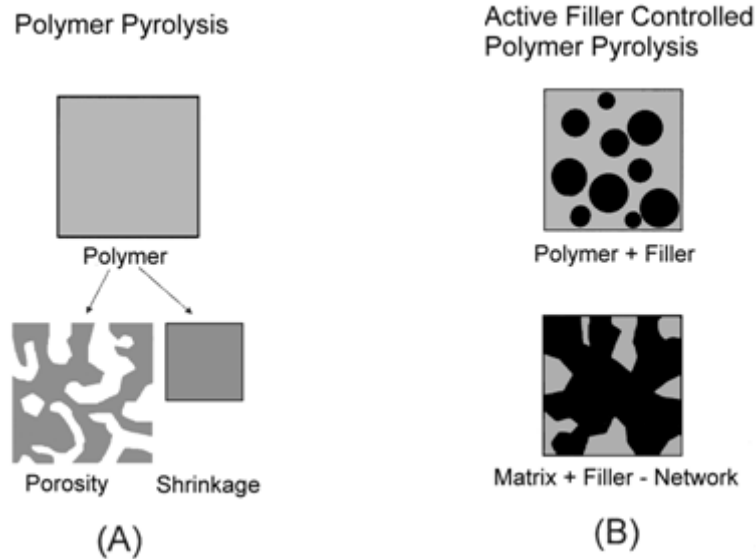 Polymer Pyrolysis
Polymer
Porosity
Shrinkage
(A)
Active Filler Controlled
Polymer Pyrolysis
Polymer + Filler
Matrix + Filler - Network
(B)